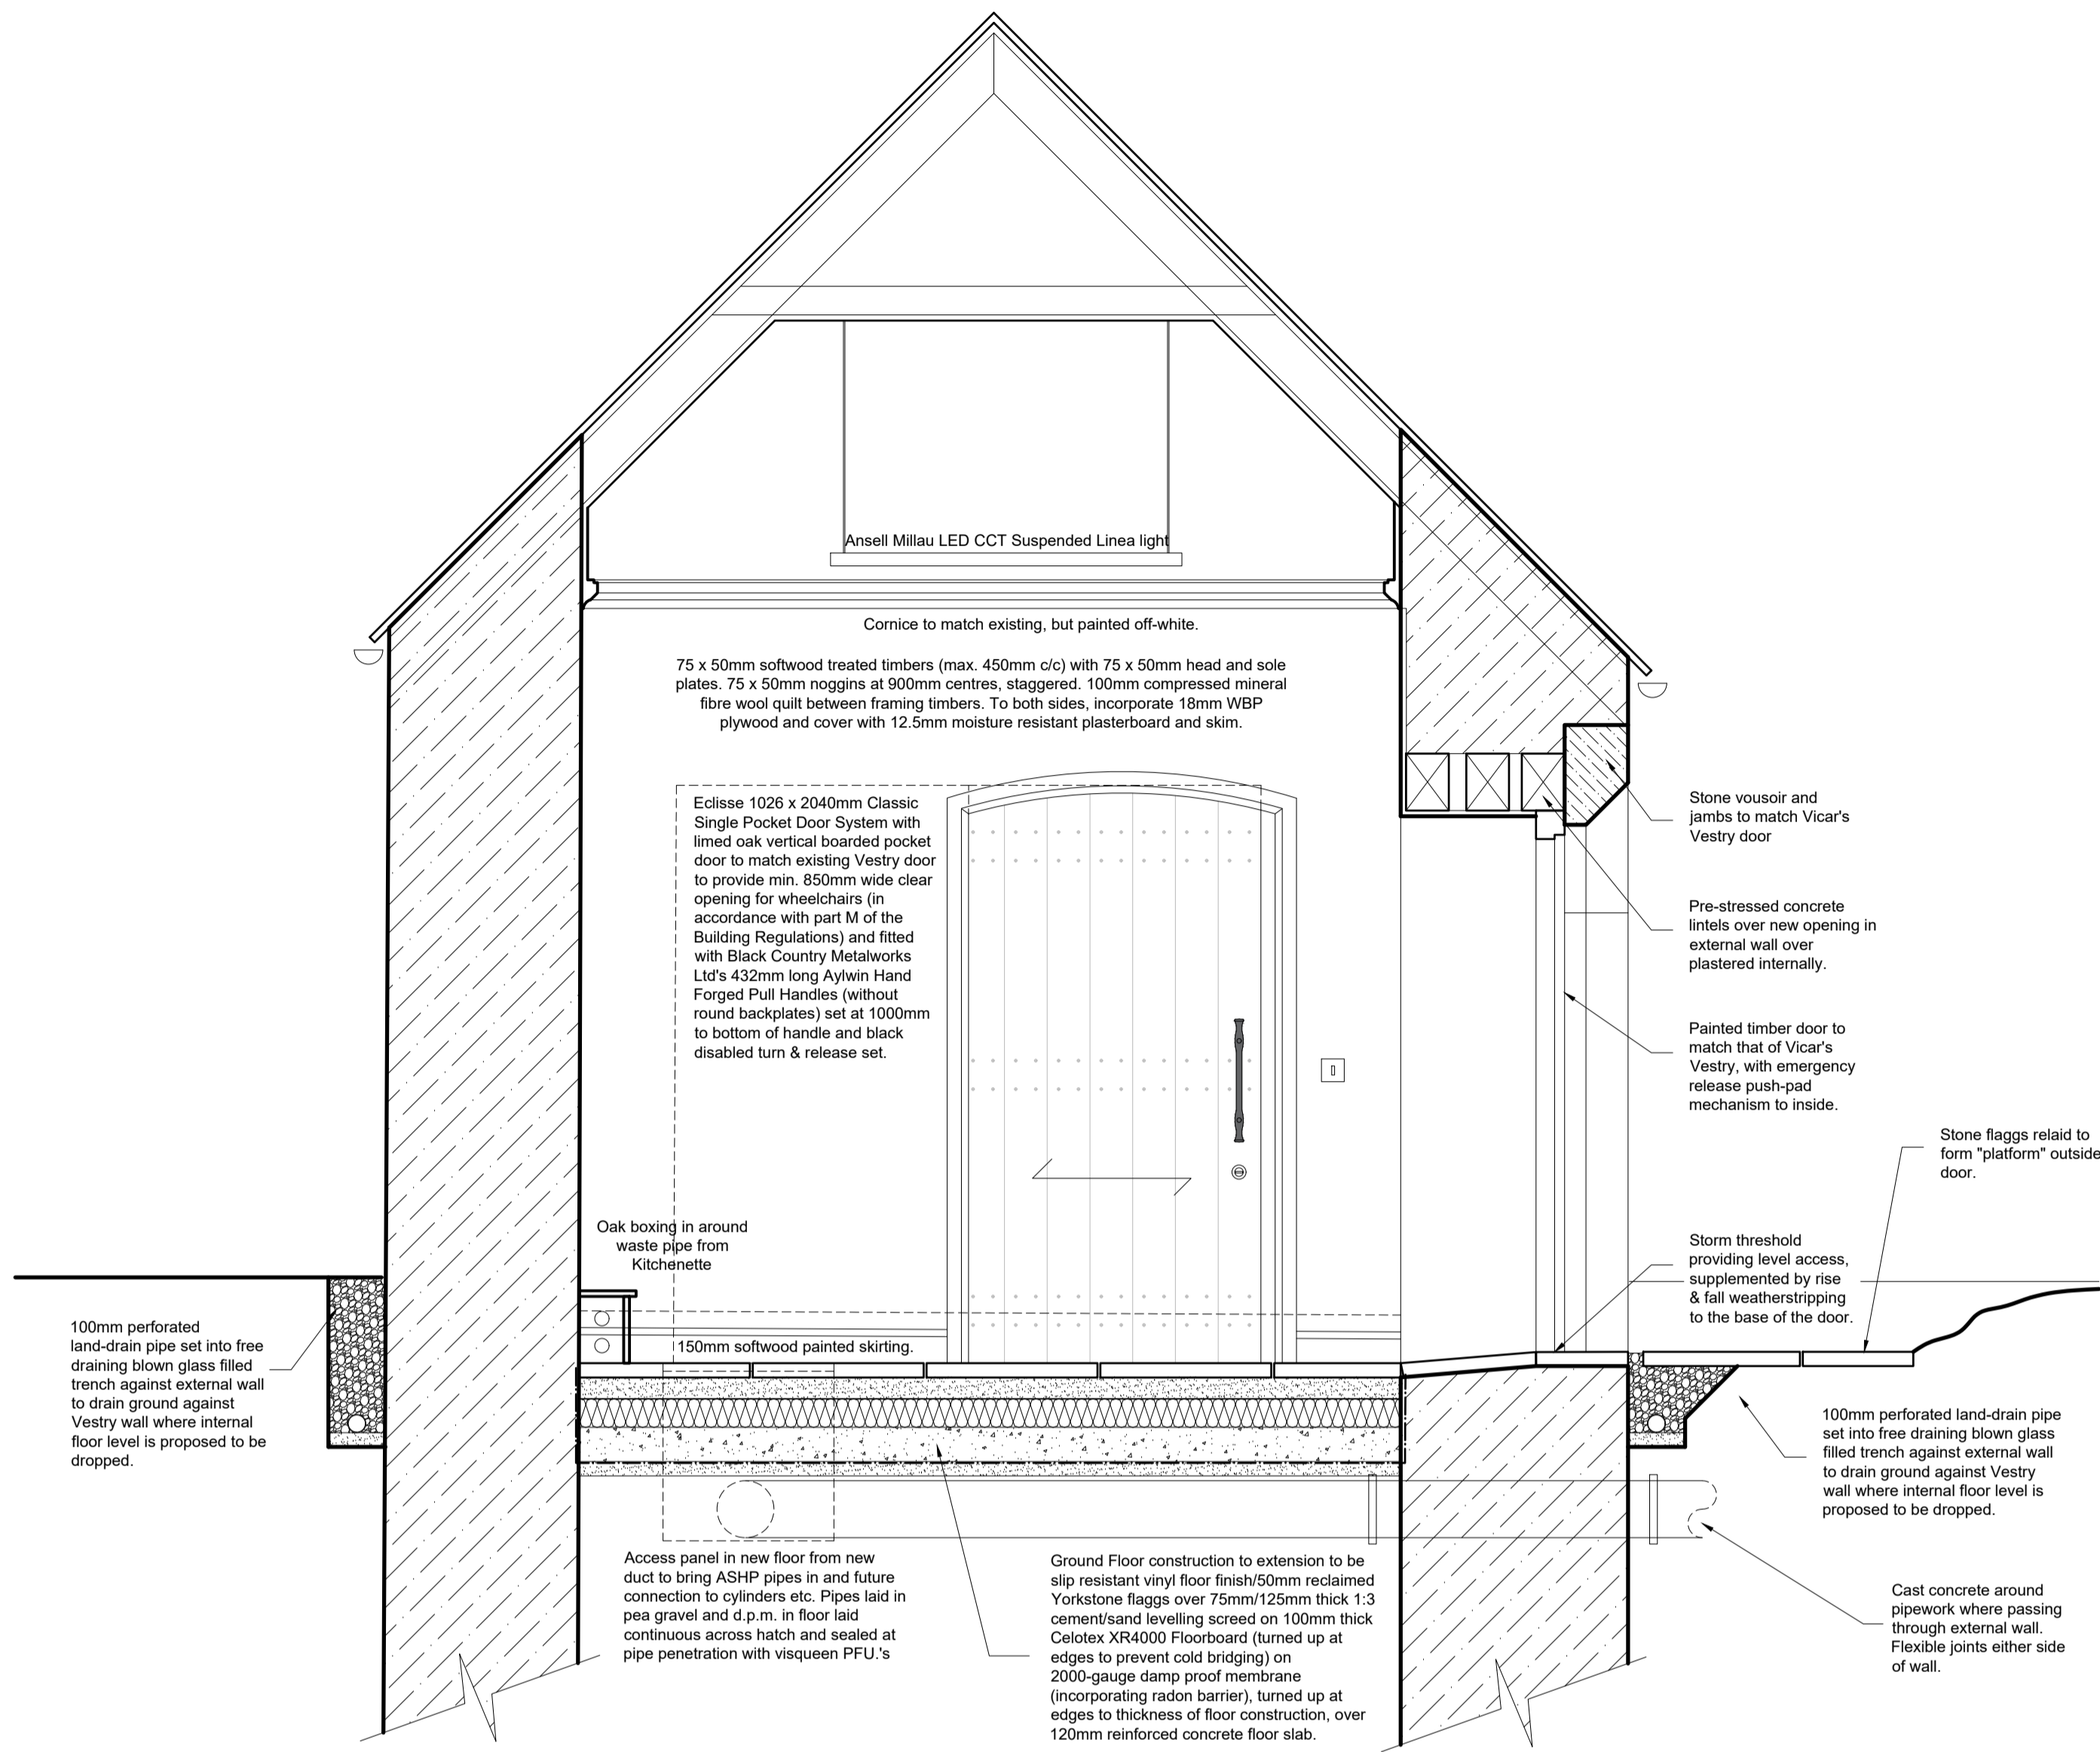 Ansell Millau LED CCT Suspended Linea light
Cornice to match existing, but painted off-white.
75 x 50mm softwood treated timbers (max. 450mm c/c) with 75 x 50mm head and sole
plates. 75 x 50mm noggins at 900mm centres, staggered. 100mm compressed mineral
fibre wool quilt between framing timbers. To both sides, incorporate 18mm WBP
plywood and cover with 12.5mm moisture resistant plasterboard and skim.
Eclisse 1026 x 2040mm Classic
Single Pocket Door System with
limed oak vertical boarded pocket
door to match existing Vestry door
to provide min. 850mm wide clear
opening for wheelchairs (in
accordance with part M of the
Building Regulations) and fitted
with Black Country Metalworks
Ltd's 432mm long Aylwin Hand
Forged Pull Handles (without
round backplates) set at 1000mm
to bottom of handle and black
disabled turn & release set.
Stone vousoir and
jambs to match Vicar's
Vestry door
Pre-stressed concrete
lintels over new opening in
external wall over
plastered internally.
Painted timber door to
match that of Vicar's
Vestry, with emergency
release push-pad
mechanism to inside.
Stone flaggs relaid to
form "platform" outside
door.
Storm threshold
providing level access,
supplemented by rise
& fall weatherstripping
to the base of the door.
Oak boxing in around
waste pipe from
Kitchenette
150mm softwood painted skirting.
100mm perforated
land-drain pipe set into free
draining blown glass filled
trench against external wall
to drain ground against
Vestry wall where internal
floor level is proposed to be
dropped.
100mm perforated land-drain pipe
set into free draining blown glass
filled trench against external wall
to drain ground against Vestry
wall where internal floor level is
proposed to be dropped.
Access panel in new floor from new
duct to bring ASHP pipes in and future
connection to cylinders etc. Pipes laid in
pea gravel and d.p.m. in floor laid
continuous across hatch and sealed at
pipe penetration with visqueen PFU.'s
Ground Floor construction to extension to be
slip resistant vinyl floor finish/50mm reclaimed
Yorkstone flaggs over 75mm/125mm thick 1:3
cement/sand levelling screed on 100mm thick
Celotex XR4000 Floorboard (turned up at
edges to prevent cold bridging) on
2000-gauge damp proof membrane
(incorporating radon barrier), turned up at
edges to thickness of floor construction, over
120mm reinforced concrete floor slab.
Cast concrete around
pipework where passing
through external wall.
Flexible joints either side
of wall.